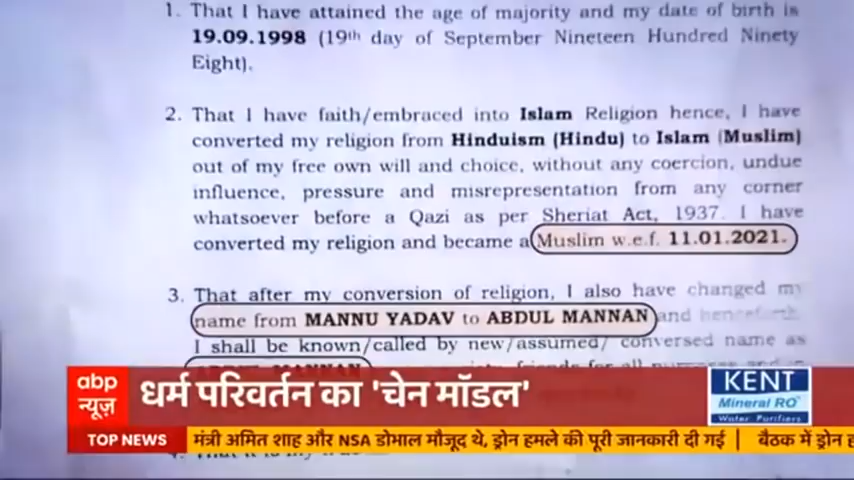 1. That I have attained the age of majority and my date of birth is
19.09.1998 (19th day of September Nineteen Hundred Ninety
Eight).
2. That I have faith/embraced into Islam Religion hence, I have
converted my religion from Hinduism (Hindu) to Islam (Muslim)
out of my free own will and choice, without any coercion, undue
influence, pressure and misrepresentation from any corner
whatsoever before a Qazi as per Sheriat Act, 1937. I have
converted my religion and became a Muslim w.e.f. 11.01.2021.
3. That after my conversion of religion, I also have changed my
name from MANNU YADAV to ABDUL MANNAN and henceforth
I shall be known/called by new/assumed/ conversed name as
abp
न्यूज़
धर्म परिवर्तन का 'चेन मॉडल'
KENT
Mineral RO
Water Purifiers
TOP NEWS
मंत्री अमित शाह और NSA डोभाल मौजूद थे, ड्रोन हमले की पूरी जानकारी दी गई | बैठक में ड्रोन